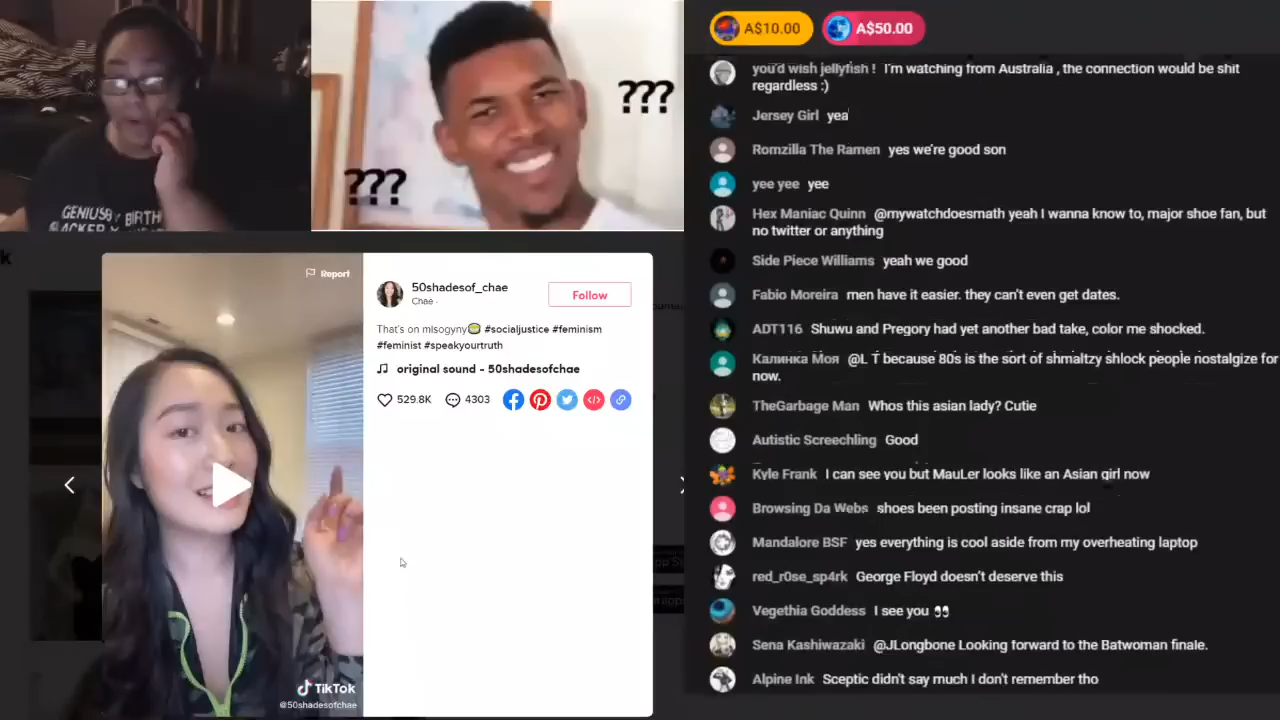 GENIUS BY BIRTH
SLACKER BY
???
???
Report
50shadesof_chae
Chae ·
Follow
That's on misogyny #socialjustice #feminism
#feminist #speakyourtruth
original sound - 50shadesofchae
529.8K
4303
TikTok
@50shadesofchae
A$10.00
A$50.00
you'd wish jellyfish ! I'm watching from Australia , the connection would be shit
regardless :)
Jersey Girl yea
Romzilla The Ramen yes we're good son
yee yee yee
Hex Maniac Quinn @mywatchdoesmath yeah I wanna know to, major shoe fan, but
no twitter or anything
Side Piece Williams yeah we good
Fabio Moreira men have it easier. they can't even get dates.
ADT116 Shuwu and Pregory had yet another bad take, color me shocked.
Калинка Моя @L T because 80s is the sort of shmaltzy shlock people nostalgize for
now.
TheGarbage Man Whos this asian lady? Cutie
Autistic Screechling Good
Kyle Frank I can see you but MauLer looks like an Asian girl now
Browsing Da Webs shoes been posting insane crap lol
Mandalore BSF yes everything is cool aside from my overheating laptop
red_r0se_sp4rk George Floyd doesn't deserve this
Vegethia Goddess I see you 👀
Sena Kashiwazaki @JLongbone Looking forward to the Batwoman finale.
Alpine Ink Sceptic didn't say much I don't remember tho